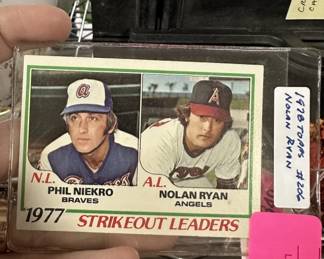 N.L.
PHIL NIEKRO
BRAVES
A.L.
NOLAN RYAN
ANGELS
1977 STRIKEOUT LEADERS
1978 TOPPS #206
NOLAN RYAN